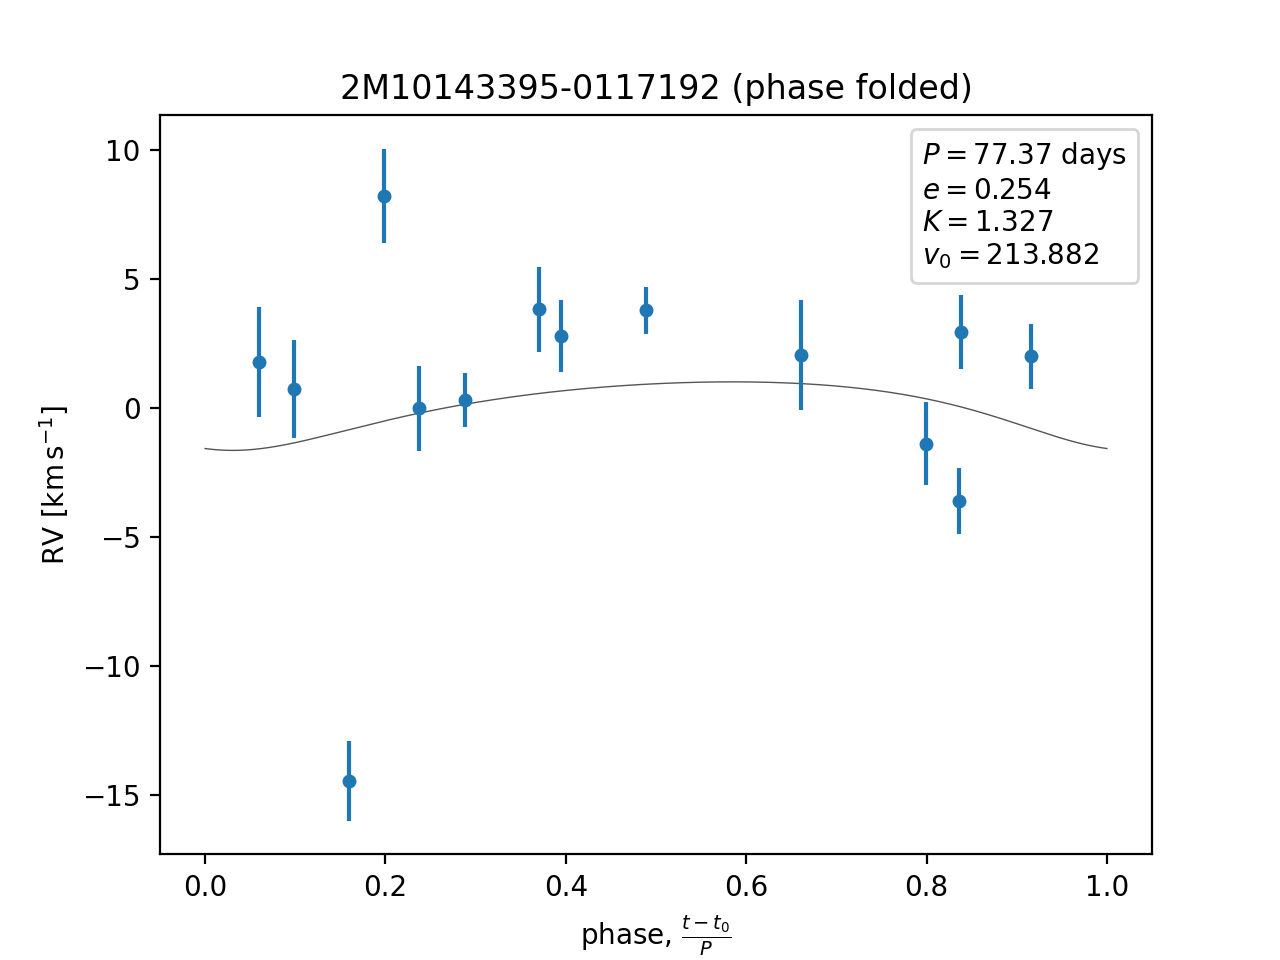 2M10143395-0117192 (phase folded)
P = 77.37 days
e = 0.254
K = 1.327
v₀ = 213.882
10
5
0
−5
−10
−15
RV [km s⁻¹]
0.0 0.2 0.4 0.6 0.8 1.0
phase, (t − t₀)/P